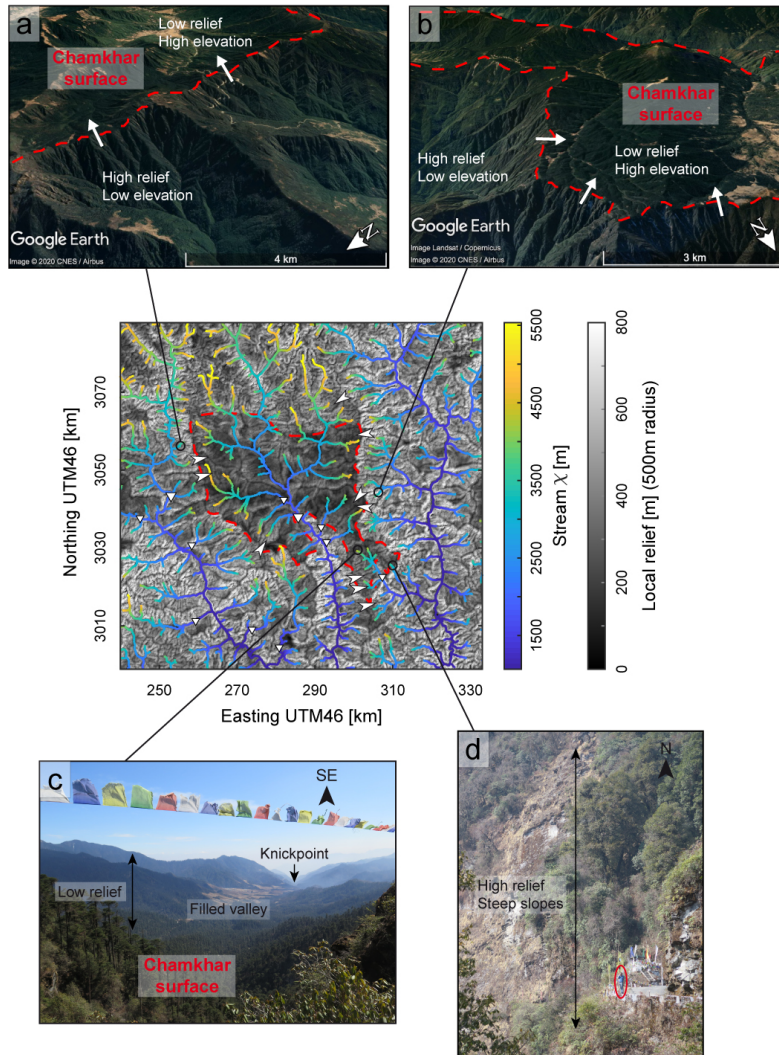 a
Low relief
High elevation
Chamkhar
surface
High relief
Low elevation
Google Earth
Image © 2020 CNES / Airbus
4 km
N
b
Chamkhar
surface
High relief
Low elevation
Low relief
High elevation
Google Earth
Image Landsat / Copernicus
Image © 2020 CNES / Airbus
3 km
N
Northing UTM46 [km]
3070
3050
3030
3010
250
270
290
310
330
Easting UTM46 [km]
5500
4500
3500
2500
1500
Stream χ [m]
800
600
400
200
0
Local relief [m] (500m radius)
c
SE
Knickpoint
Low relief
Filled valley
Chamkhar
surface
d
N
High relief
Steep slopes